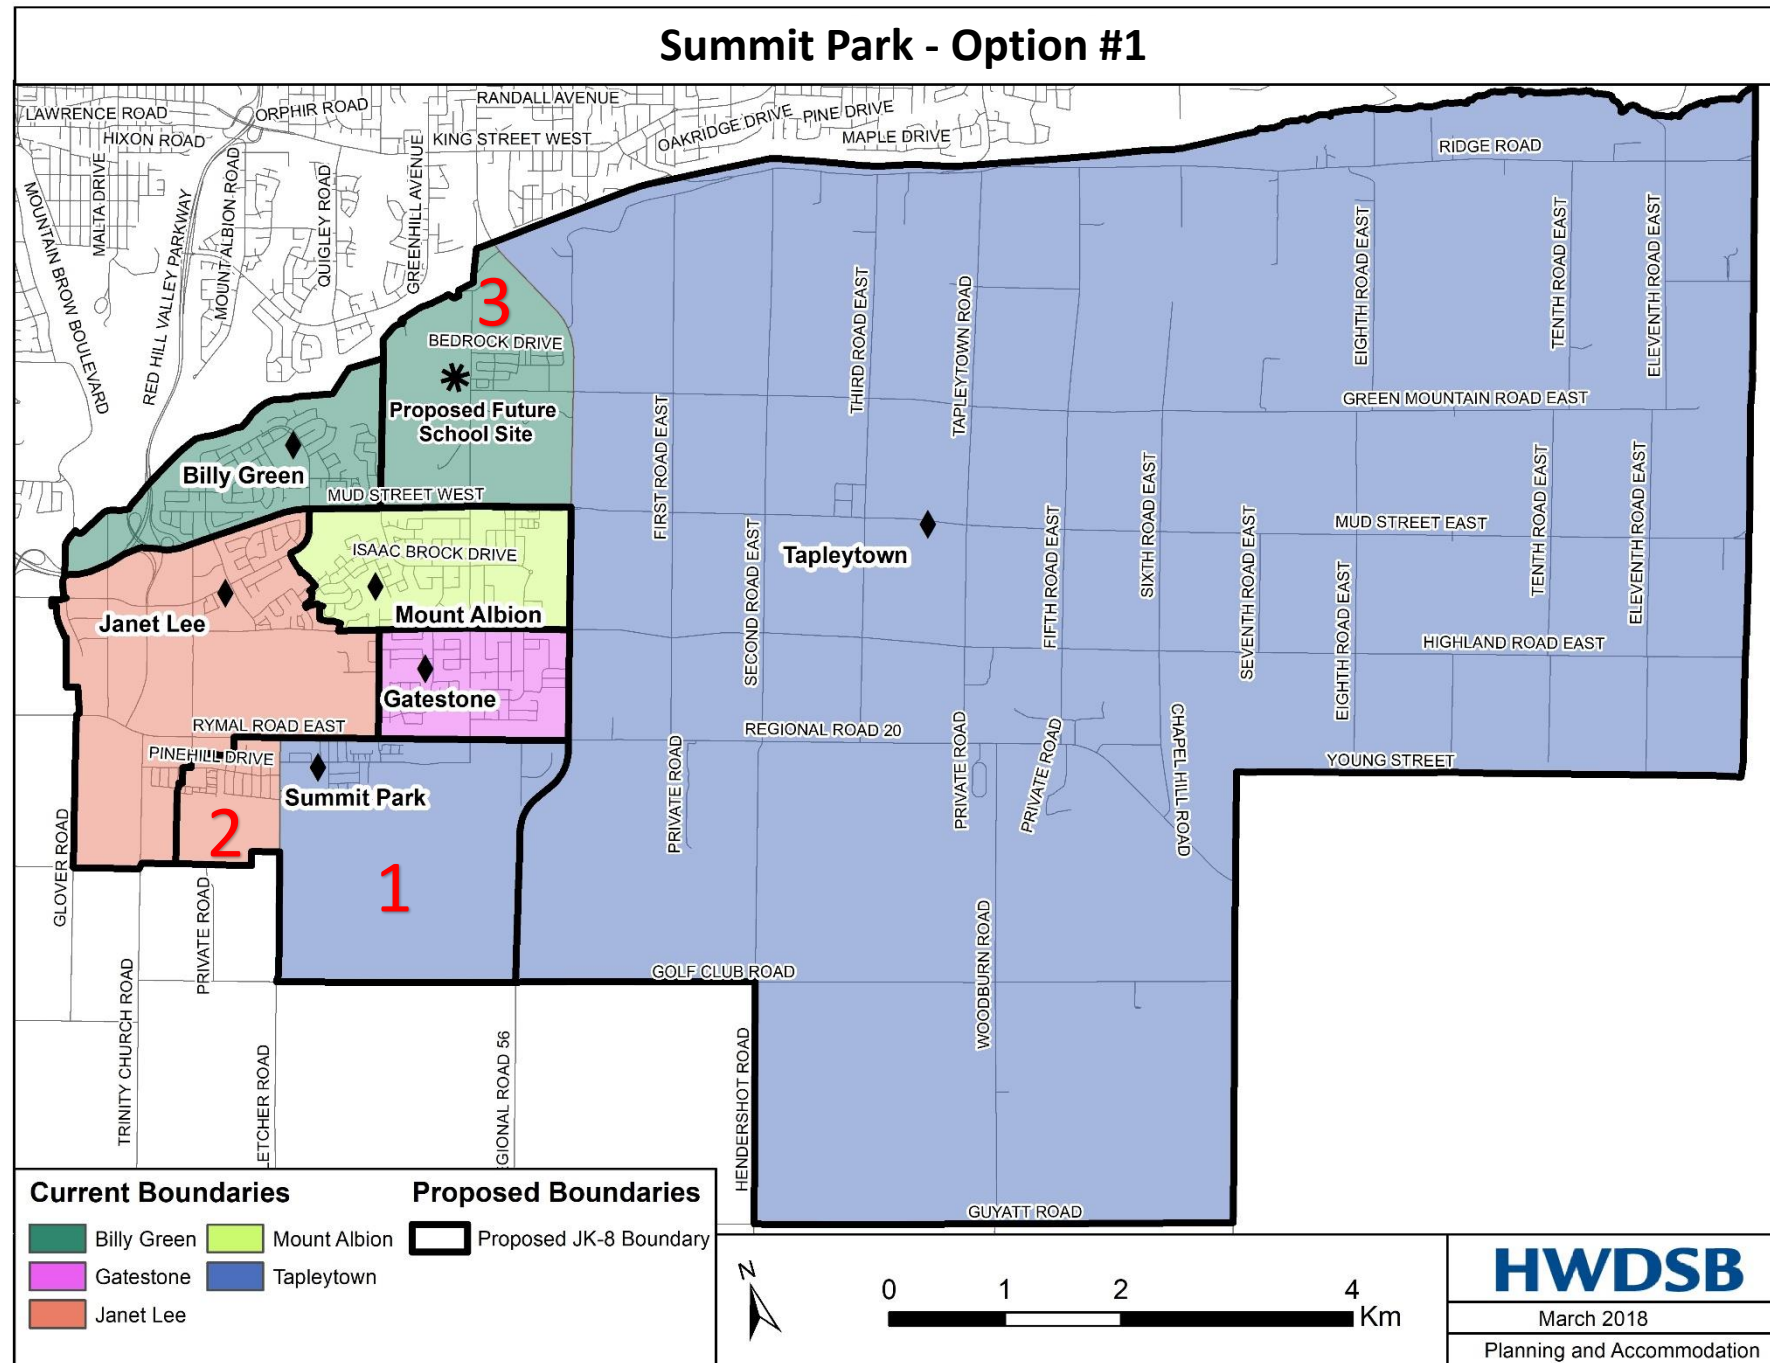 Summit Park - Option #1
LAWRENCE ROAD
ORPHIR ROAD
RANDALL AVENUE
HIXON ROAD
KING STREET WEST
OAKRIDGE DRIVE
PINE DRIVE
MAPLE DRIVE
RIDGE ROAD
MOUNTAIN BROW BOULEVARD
MALTA DRIVE
RED HILL VALLEY PARKWAY
MOUNT ALBION ROAD
QUIGLEY ROAD
GREENHILL AVENUE
3
BEDROCK DRIVE
Proposed Future
School Site
THIRD ROAD EAST
TAPLEYTOWN ROAD
EIGHTH ROAD EAST
TENTH ROAD EAST
ELEVENTH ROAD EAST
GREEN MOUNTAIN ROAD EAST
FIRST ROAD EAST
Billy Green
MUD STREET WEST
MUD STREET EAST
ISAAC BROCK DRIVE
Tapleytown
SECOND ROAD EAST
FIFTH ROAD EAST
SIXTH ROAD EAST
SEVENTH ROAD EAST
EIGHTH ROAD EAST
TENTH ROAD EAST
ELEVENTH ROAD EAST
Janet Lee
Mount Albion
HIGHLAND ROAD EAST
Gatestone
RYMAL ROAD EAST
REGIONAL ROAD 20
PINEHILL DRIVE
YOUNG STREET
Summit Park
PRIVATE ROAD
PRIVATE ROAD
PRIVATE ROAD
CHAPEL HILL ROAD
2
1
GLOVER ROAD
PRIVATE ROAD
GOLF CLUB ROAD
WOODBURN ROAD
TRINITY CHURCH ROAD
LETCHER ROAD
EGIONAL ROAD 56
HENDERSHOT ROAD
GUYATT ROAD
Current Boundaries
Proposed Boundaries
Billy Green
Mount Albion
Proposed JK-8 Boundary
Gatestone
Tapleytown
Janet Lee
N
0 1 2 4
Km
HWDSB
March 2018
Planning and Accommodation